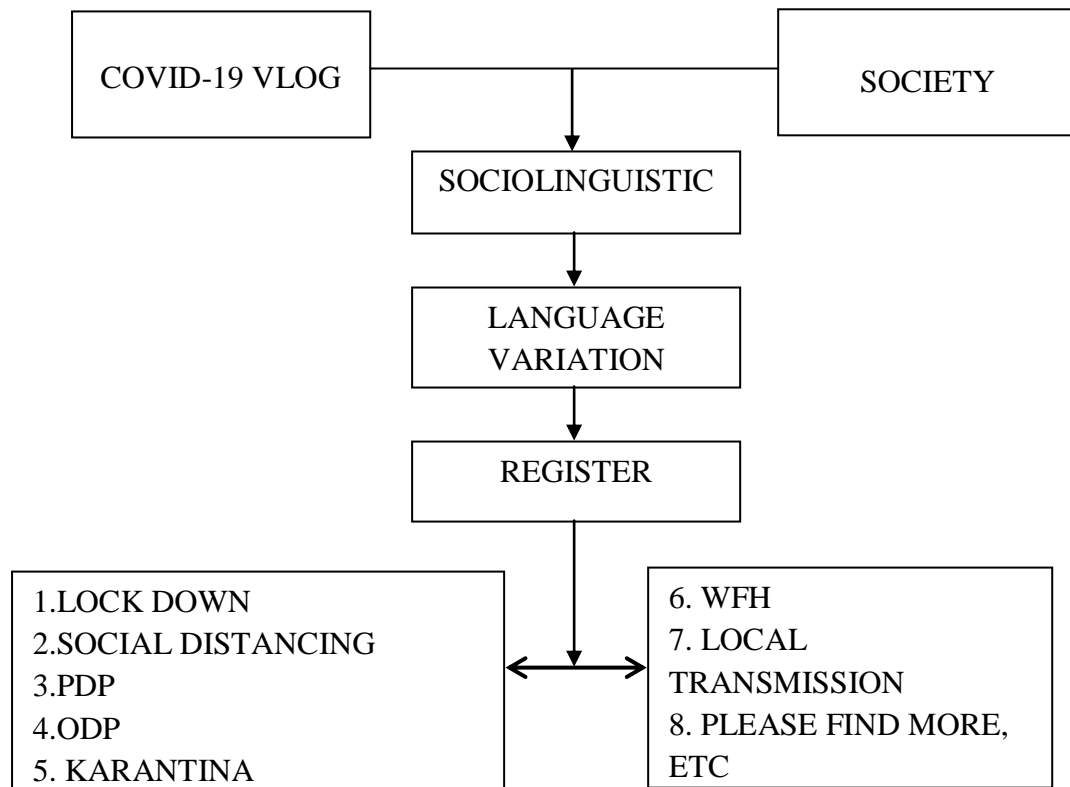 COVID-19 VLOG
SOCIETY
SOCIOLINGUISTIC
LANGUAGE
VARIATION
REGISTER
1.LOCK DOWN
2.SOCIAL DISTANCING
3.PDP
4.ODP
5. KARANTINA
6. WFH
7. LOCAL
TRANSMISSION
8. PLEASE FIND MORE,
ETC